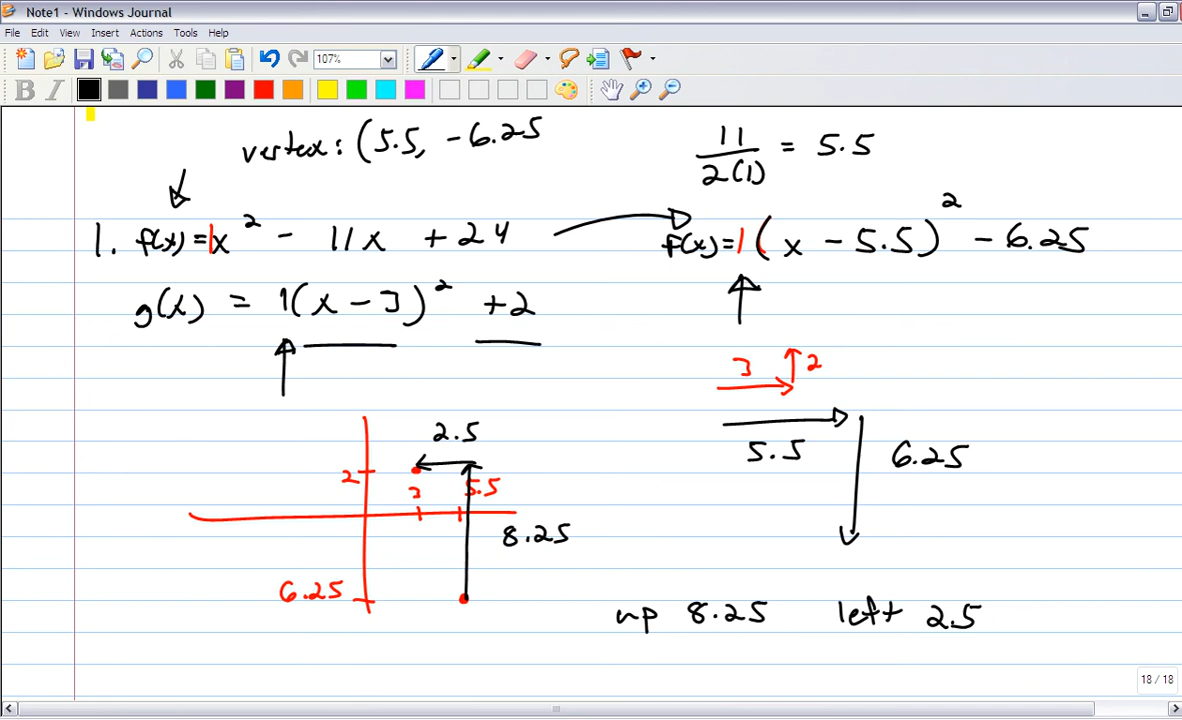 Note1 - Windows Journal
File Edit View Insert Actions Tools Help
107%
B I
vertex: (5.5, -6.25
11 / 2(1) = 5.5
1. f(x) = 1x² - 11x + 24
f(x) = 1(x - 5.5)² - 6.25
g(x) = 1(x - 3)² + 2
3 2
5.5 6.25
2.5
2 3 5.5
8.25
6.25
up 8.25 left 2.5
18 / 18